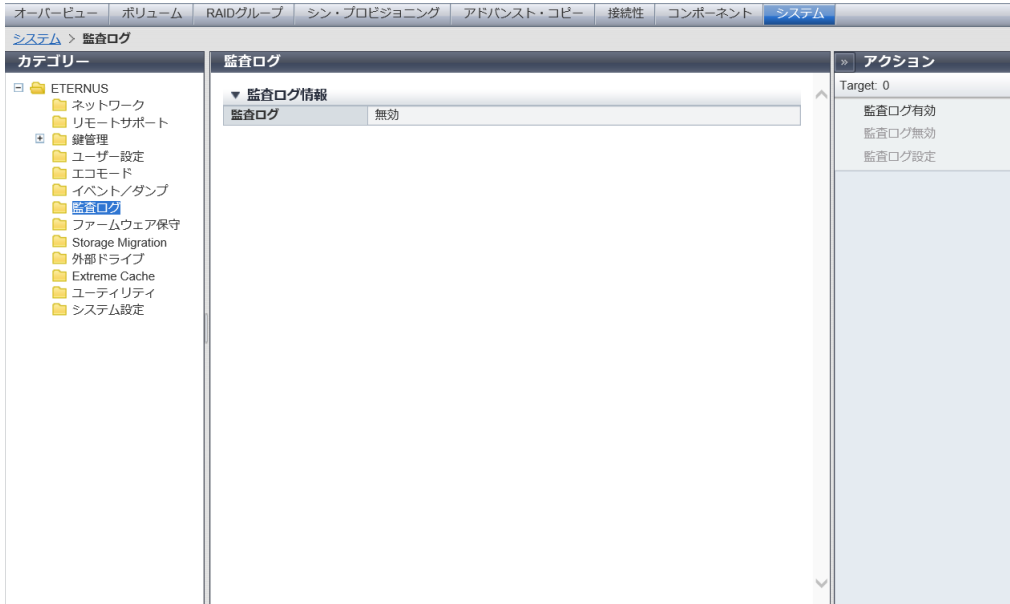 オーバービュー ボリューム RAIDグループ シン・プロビジョニング アドバンスト・コピー 接続性 コンポーネント システム
システム > 監査ログ
カテゴリー
ETERNUS
ネットワーク
リモートサポート
鍵管理
ユーザー設定
エコモード
イベント／ダンプ
監査ログ
ファームウェア保守
Storage Migration
外部ドライブ
Extreme Cache
ユーティリティ
システム設定
監査ログ
▼ 監査ログ情報
監査ログ 無効
» アクション
Target: 0
監査ログ有効
監査ログ無効
監査ログ設定